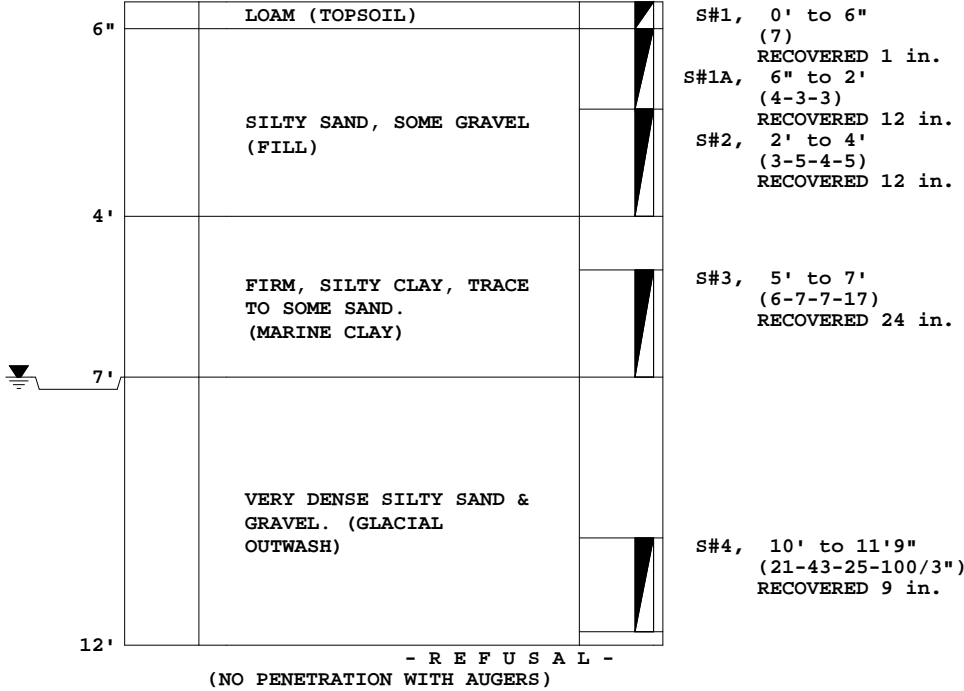 LOAM (TOPSOIL)
6"
SILTY SAND, SOME GRAVEL
(FILL)
4'
FIRM, SILTY CLAY, TRACE
TO SOME SAND.
(MARINE CLAY)
7'
VERY DENSE SILTY SAND &
GRAVEL. (GLACIAL
OUTWASH)
12'
- R E F U S A L -
(NO PENETRATION WITH AUGERS)
S#1, 0' to 6"
(7)
RECOVERED 1 in.
S#1A, 6" to 2'
(4-3-3)
RECOVERED 12 in.
S#2, 2' to 4'
(3-5-4-5)
RECOVERED 12 in.
S#3, 5' to 7'
(6-7-7-17)
RECOVERED 24 in.
S#4, 10' to 11'9"
(21-43-25-100/3")
RECOVERED 9 in.